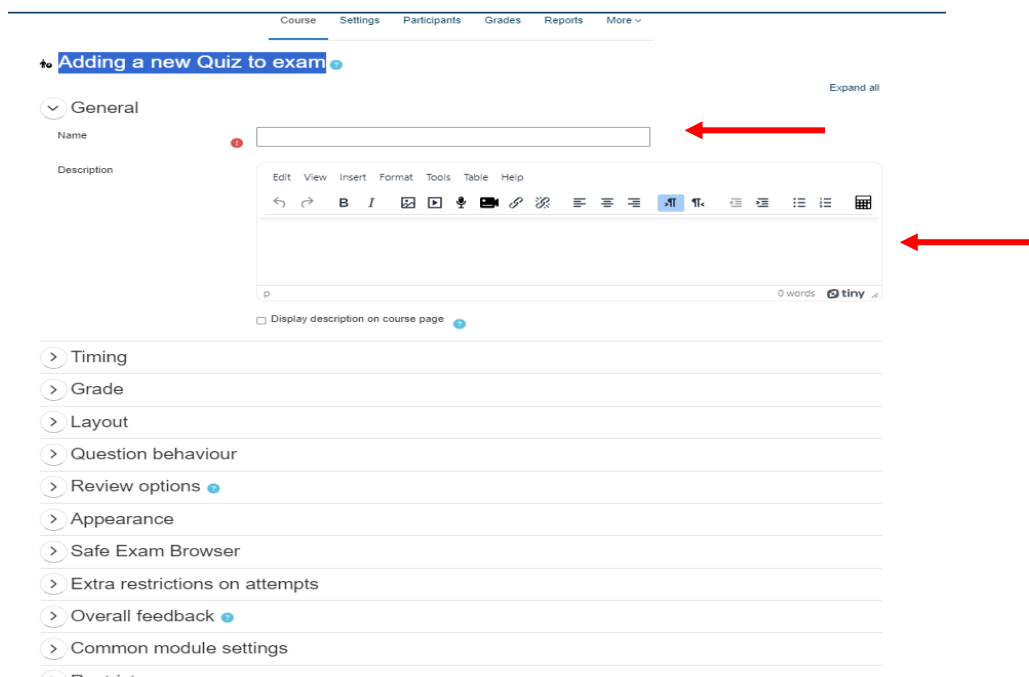 Course Settings Participants Grades Reports More
Adding a new Quiz to exam
Expand all
General
Name
Description
Edit View Insert Format Tools Table Help
B I
p 0 words tiny
Display description on course page
Timing
Grade
Layout
Question behaviour
Review options
Appearance
Safe Exam Browser
Extra restrictions on attempts
Overall feedback
Common module settings